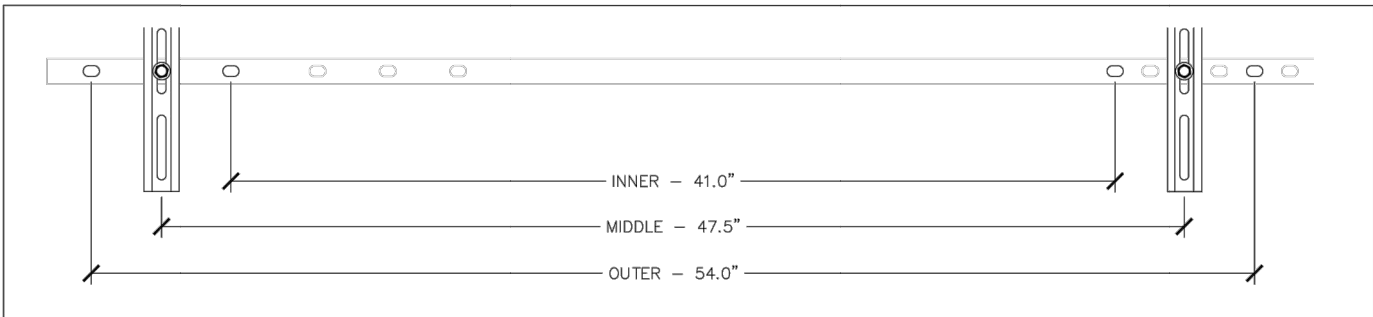 INNER – 41.0"
MIDDLE – 47.5"
OUTER – 54.0"